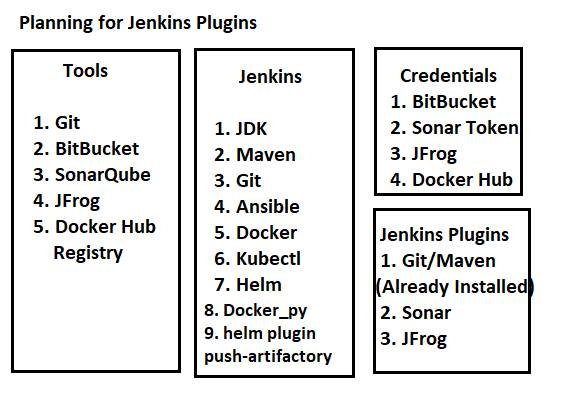 Planning for Jenkins Plugins
Tools
1. Git
2. BitBucket
3. SonarQube
4. JFrog
5. Docker Hub
Registry
Jenkins
1. JDK
2. Maven
3. Git
4. Ansible
5. Docker
6. Kubectl
7. Helm
8. Docker_py
9. helm plugin
push-artifactory
Credentials
1. BitBucket
2. Sonar Token
3. JFrog
4. Docker Hub
Jenkins Plugins
1. Git/Maven
(Already Installed)
2. Sonar
3. JFrog